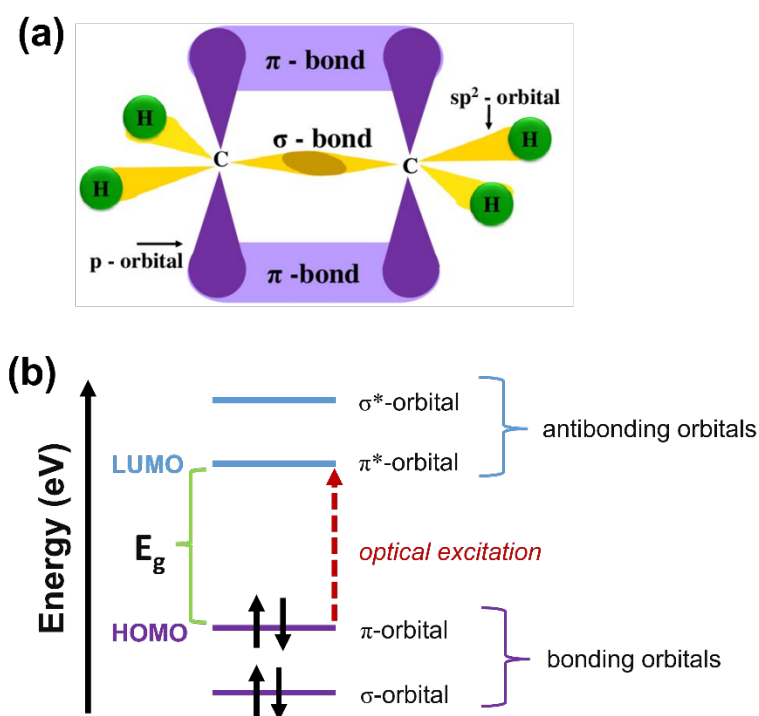 (a)
π - bond
sp² - orbital
H
σ - bond
H
C
C
H
H
p - orbital
π -bond
(b)
σ*-orbital
antibonding orbitals
LUMO
π*-orbital
Energy (eV)
Eg
optical excitation
HOMO
π-orbital
bonding orbitals
σ-orbital